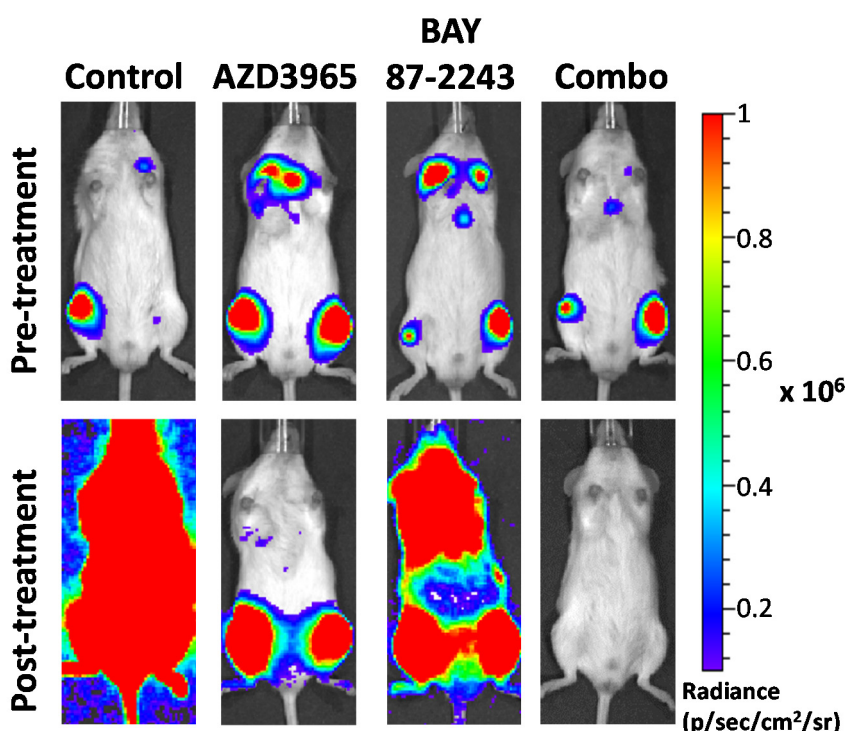 BAY
Control AZD3965 87-2243 Combo
Pre-treatment
Post-treatment
1
0.8
0.6
x 10⁶
0.4
0.2
Radiance
(p/sec/cm²/sr)